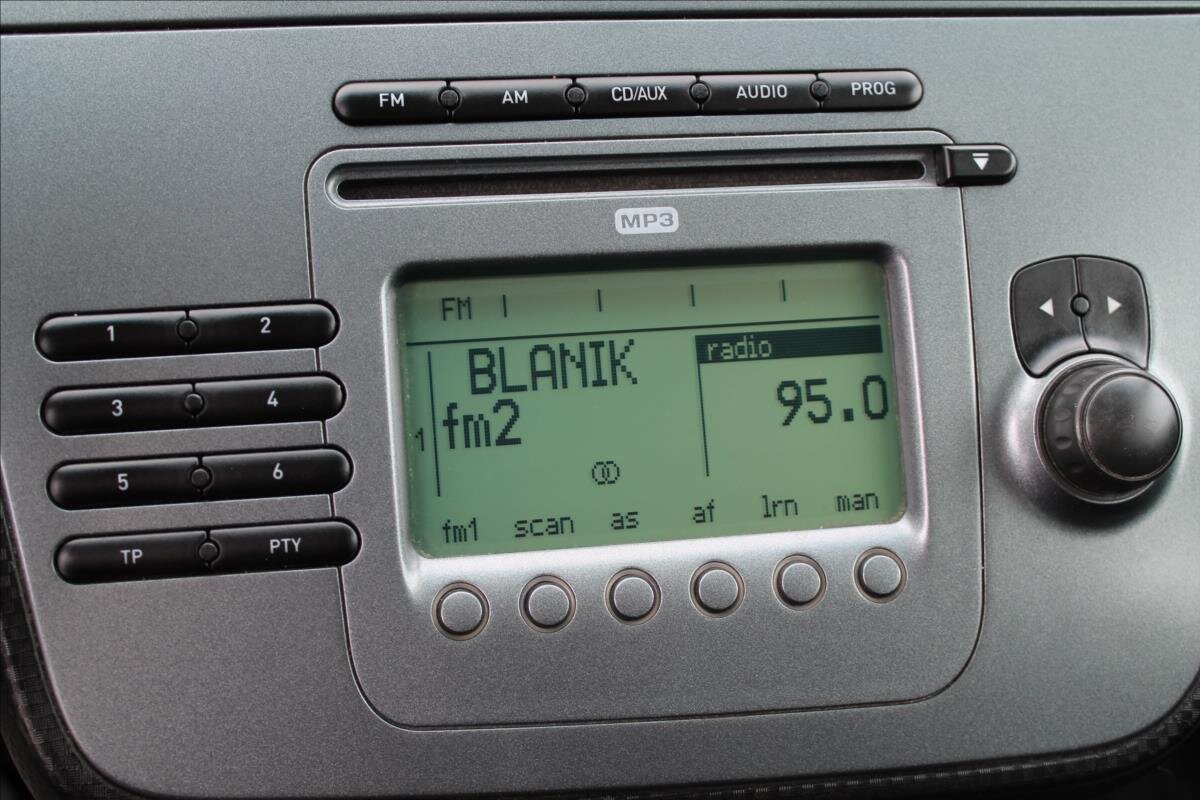 FM AM CD/AUX AUDIO PROG
MP3
FM
BLANIK
radio
95.0
1 fm2
fm1 scan as af lrn man
1 2
3 4
5 6
TP PTY